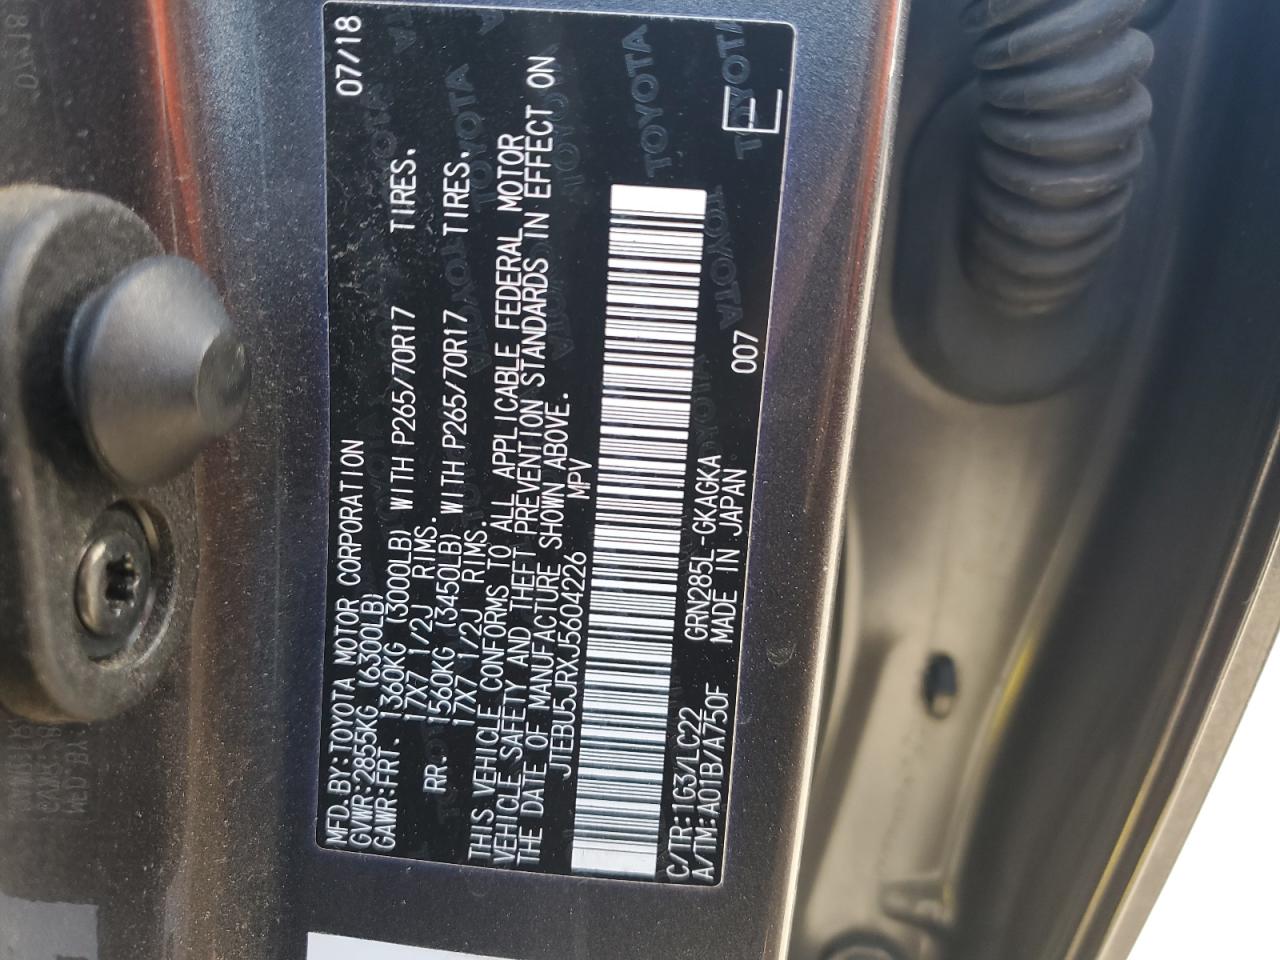 MFD.BY:TOYOTA MOTOR CORPORATION 07/18
GVWR:2855KG (6300LB)
GAWR:FRT. 1360KG (3000LB) WITH P265/70R17 TIRES.
17X7 1/2J RIMS.
RR. 1560KG (3450LB) WITH P265/70R17 TIRES.
17X7 1/2J RIMS.
THIS VEHICLE CONFORMS TO ALL APPLICABLE FEDERAL MOTOR
VEHICLE SAFETY AND THEFT PREVENTION STANDARDS IN EFFECT ON
THE DATE OF MANUFACTURE SHOWN ABOVE.
JTEBU5JRXJ5604226 MPV
C/TR:1G3/LC22 GRN285L-GKAGKA 007
A/TM:A01B/A750F MADE IN JAPAN
TOYOTA
TOYOTA
TOYOTA
TOYOTA